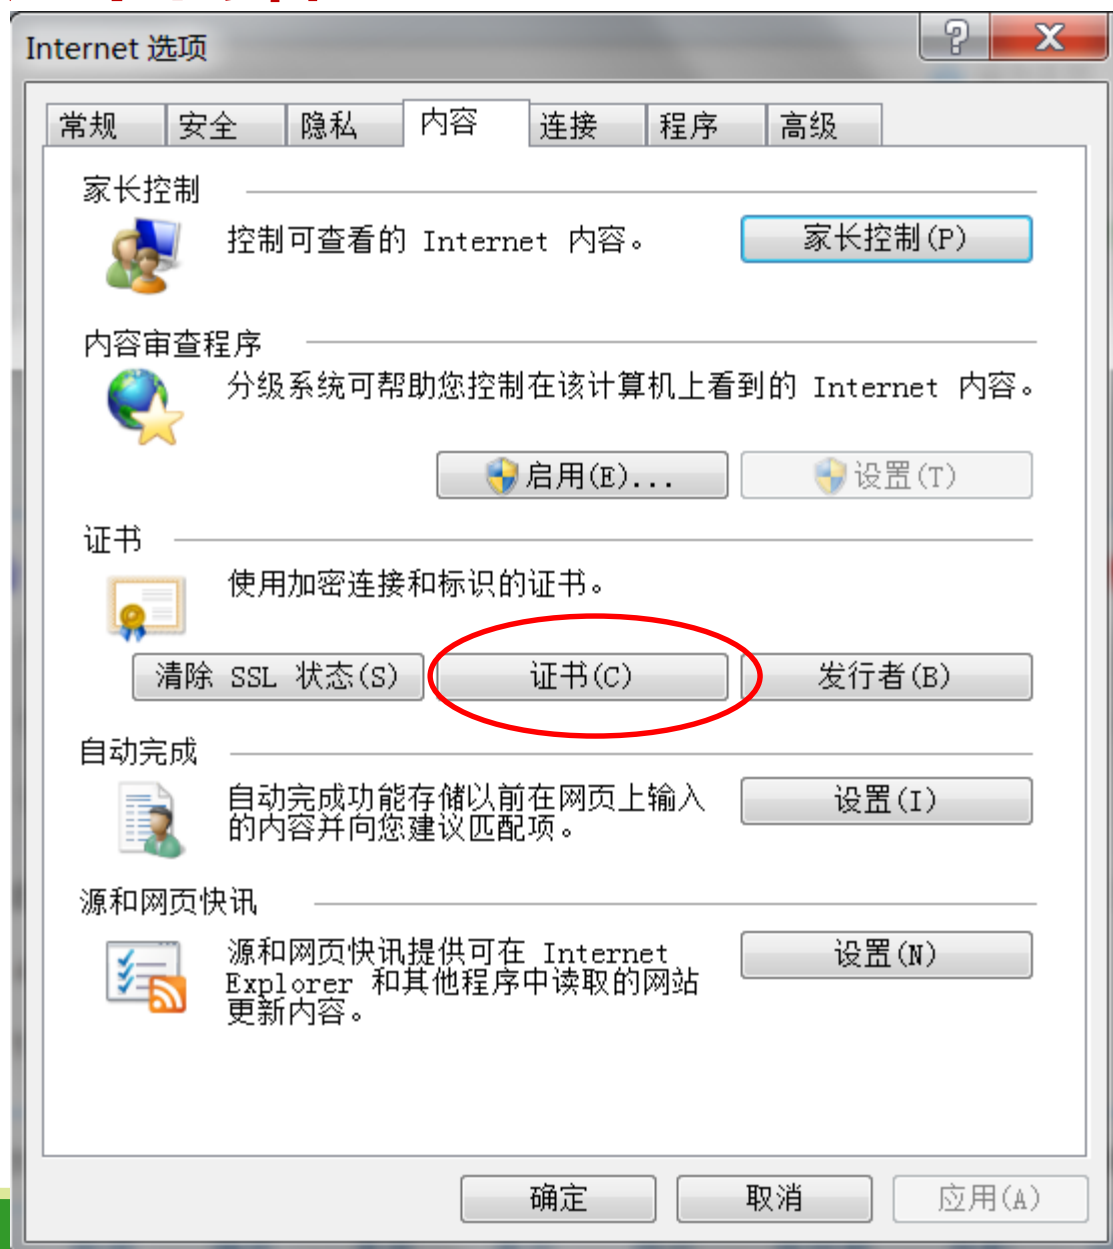 Internet 选项
常规 安全 隐私 内容 连接 程序 高级
家长控制
控制可查看的 Internet 内容。
家长控制(P)
内容审查程序
分级系统可帮助您控制在该计算机上看到的 Internet 内容。
启用(E)...
设置(T)
证书
使用加密连接和标识的证书。
清除 SSL 状态(S)
证书(C)
发行者(B)
自动完成
自动完成功能存储以前在网页上输入
的内容并向您建议匹配项。
设置(I)
源和网页快讯
源和网页快讯提供可在 Internet
Explorer 和其他程序中读取的网站
更新内容。
设置(N)
确定
取消
应用(A)